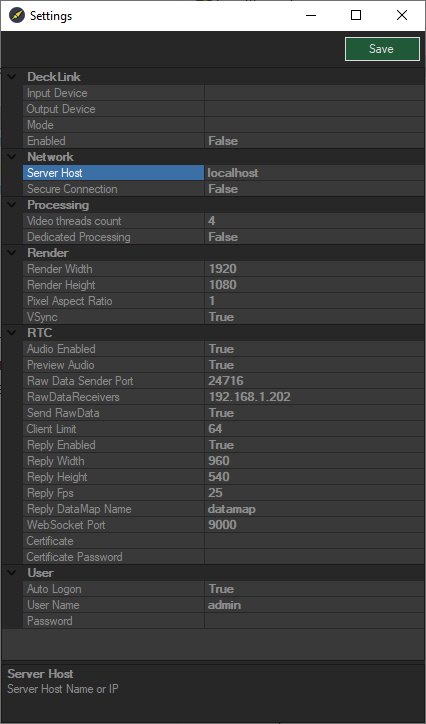 Settings
Save
DeckLink
Input Device
Output Device
Mode
Enabled False
Network
Server Host localhost
Secure Connection False
Processing
Video threads count 4
Dedicated Processing False
Render
Render Width 1920
Render Height 1080
Pixel Aspect Ratio 1
VSync True
RTC
Audio Enabled True
Preview Audio True
Raw Data Sender Port 24716
RawDataReceivers 192.168.1.202
Send RawData True
Client Limit 64
Reply Enabled True
Reply Width 960
Reply Height 540
Reply Fps 25
Reply DataMap Name datamap
WebSocket Port 9000
Certificate
Certificate Password
User
Auto Logon True
User Name admin
Password
Server Host
Server Host Name or IP